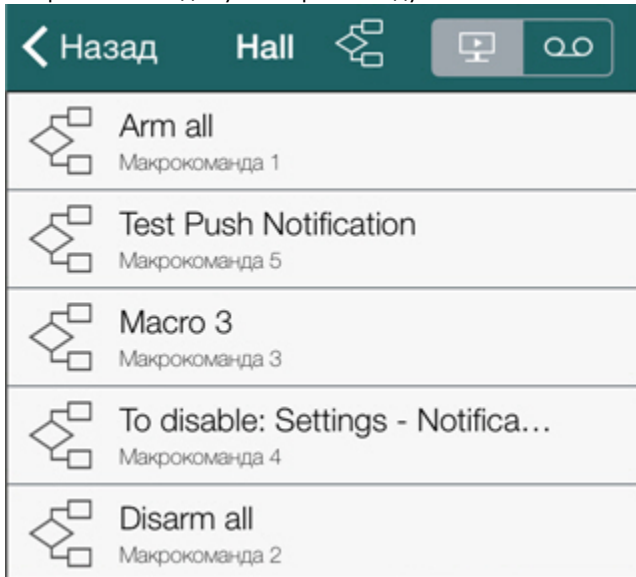 Назад Hall
Arm all
Макрокоманда 1
Test Push Notification
Макрокоманда 5
Macro 3
Макрокоманда 3
To disable: Settings - Notifica...
Макрокоманда 4
Disarm all
Макрокоманда 2